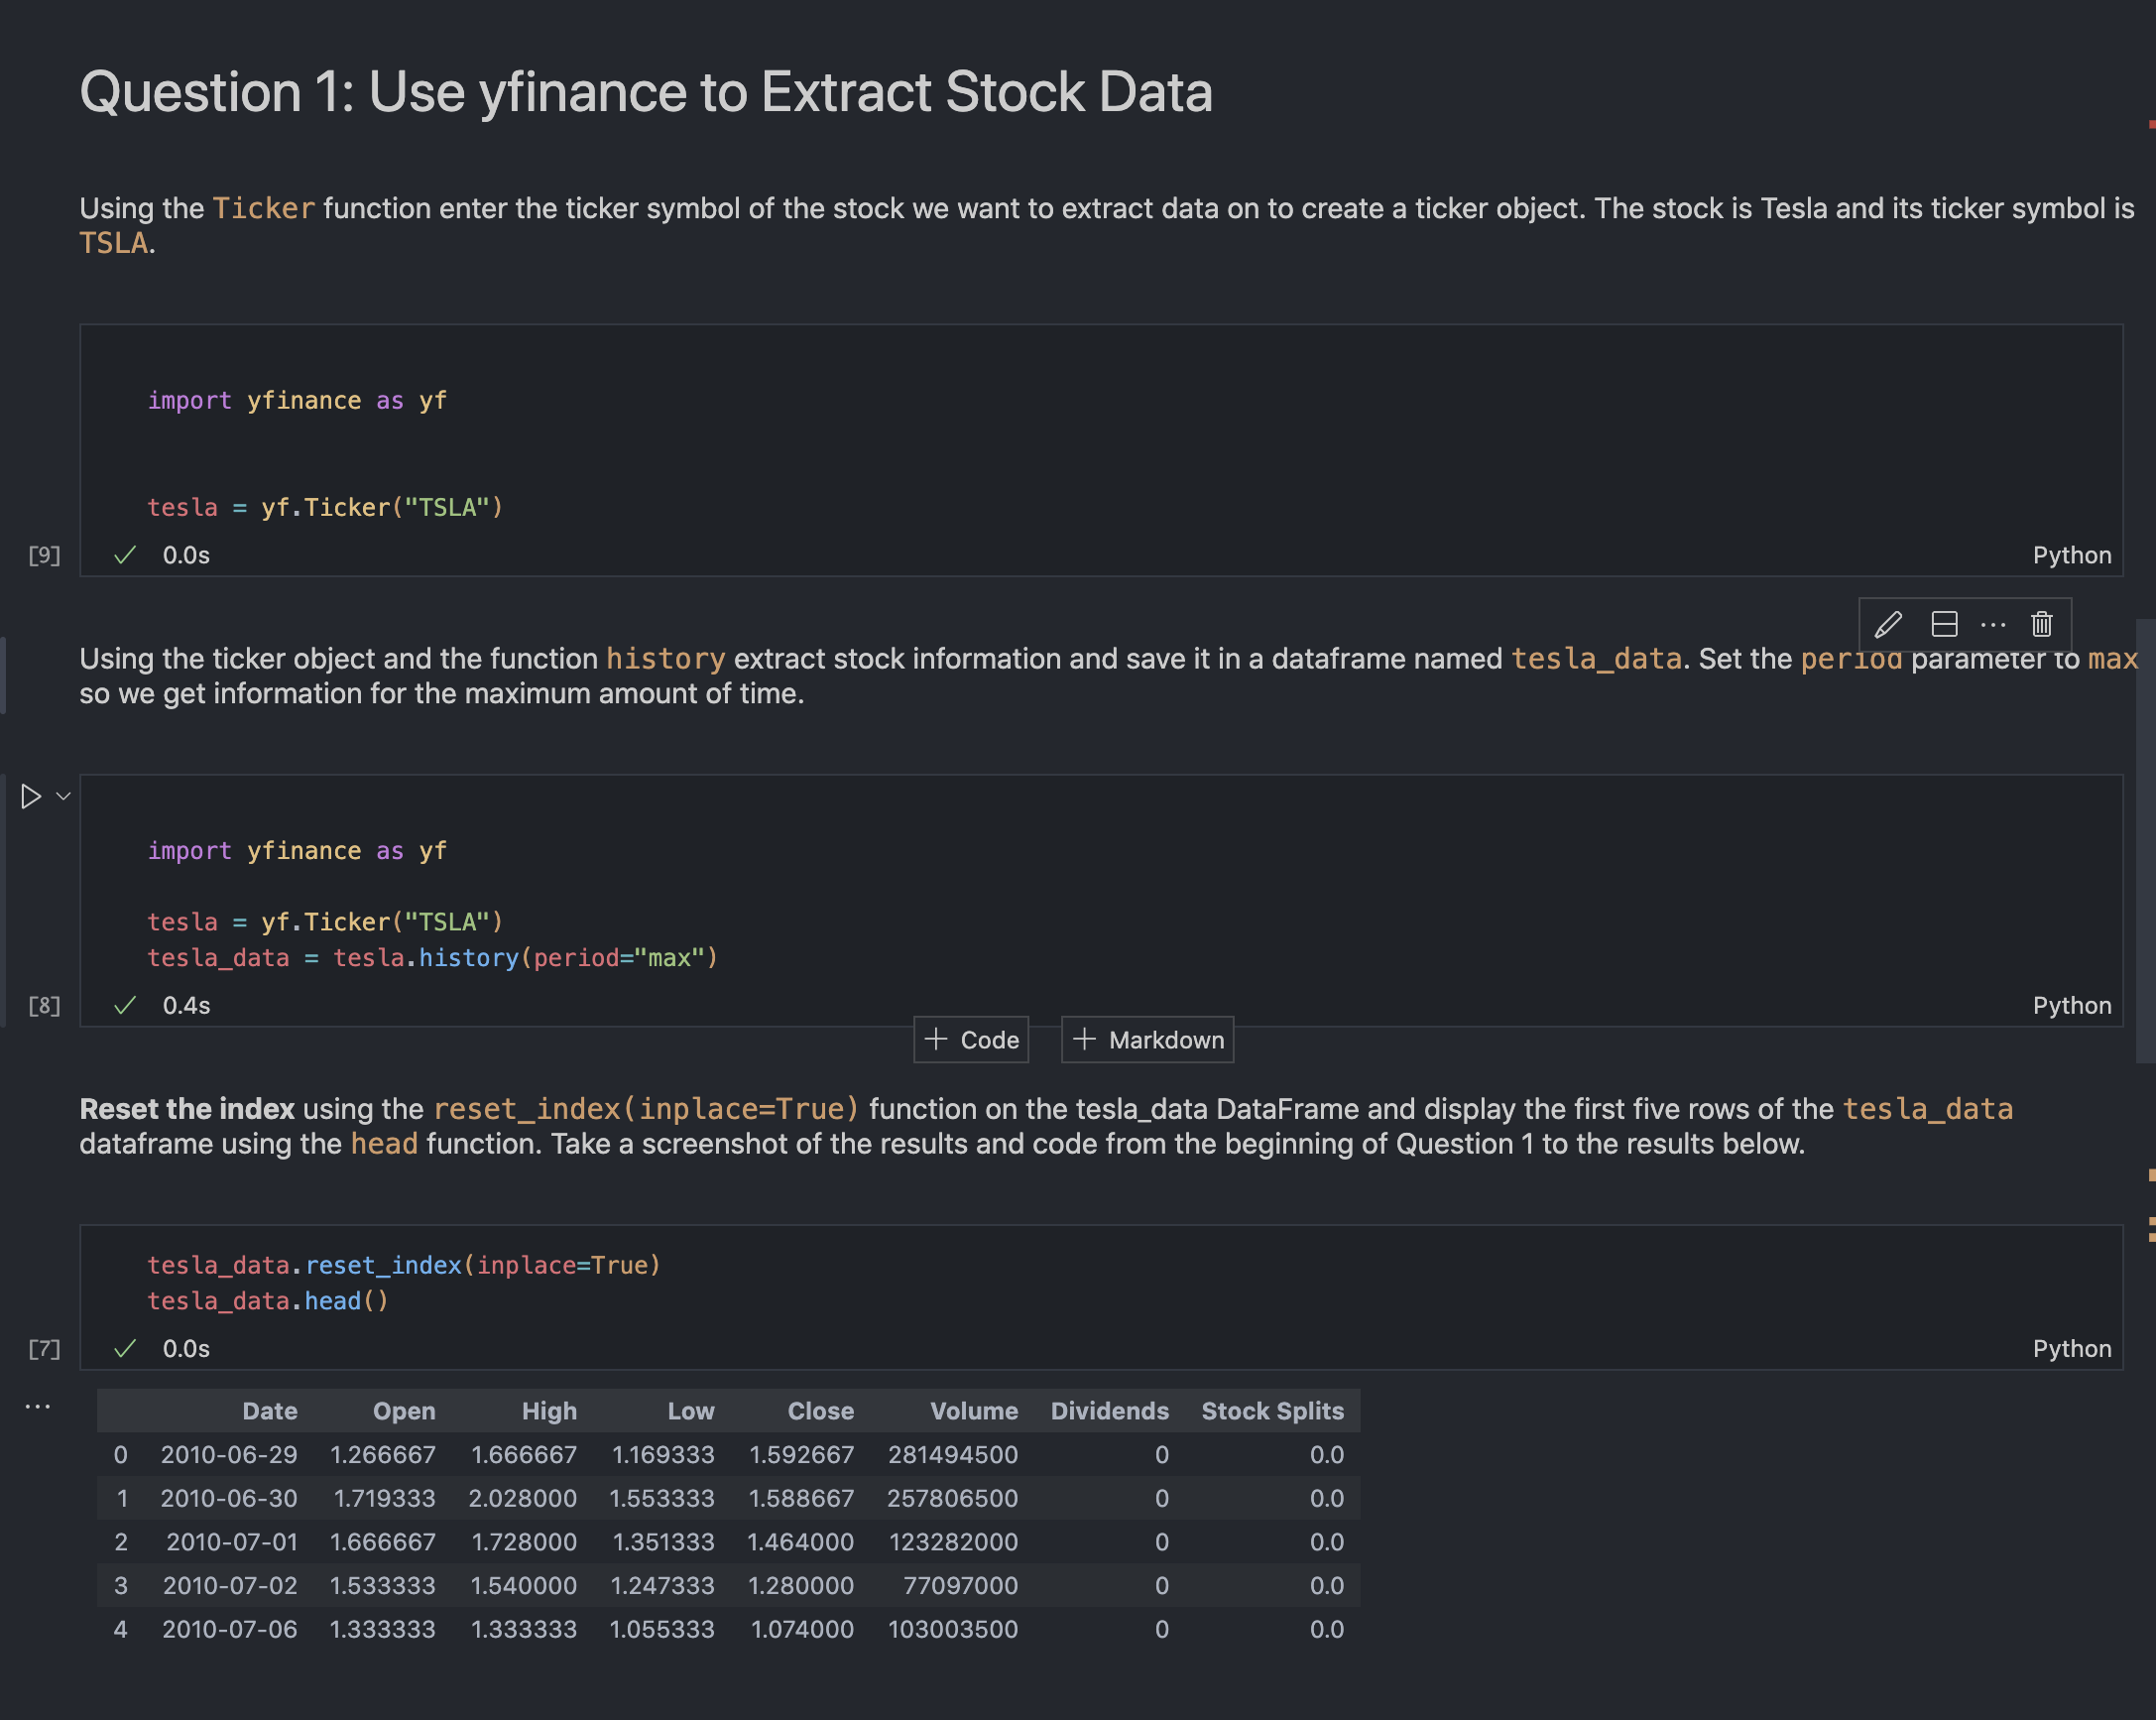 Question 1: Use yfinance to Extract Stock Data
Using the Ticker function enter the ticker symbol of the stock we want to extract data on to create a ticker object. The stock is Tesla and its ticker symbol is
TSLA.
import yfinance as yf
tesla = yf.Ticker("TSLA")
[9] 0.0s Python
Using the ticker object and the function history extract stock information and save it in a dataframe named tesla_data. Set the period parameter to max
so we get information for the maximum amount of time.
import yfinance as yf
tesla = yf.Ticker("TSLA")
tesla_data = tesla.history(period="max")
[8] 0.4s Python
+ Code + Markdown
Reset the index using the reset_index(inplace=True) function on the tesla_data DataFrame and display the first five rows of the tesla_data
dataframe using the head function. Take a screenshot of the results and code from the beginning of Question 1 to the results below.
tesla_data.reset_index(inplace=True)
tesla_data.head()
[7] 0.0s Python
Date Open High Low Close Volume Dividends Stock Splits
0 2010-06-29 1.266667 1.666667 1.169333 1.592667 281494500 0 0.0
1 2010-06-30 1.719333 2.028000 1.553333 1.588667 257806500 0 0.0
2 2010-07-01 1.666667 1.728000 1.351333 1.464000 123282000 0 0.0
3 2010-07-02 1.533333 1.540000 1.247333 1.280000 77097000 0 0.0
4 2010-07-06 1.333333 1.333333 1.055333 1.074000 103003500 0 0.0